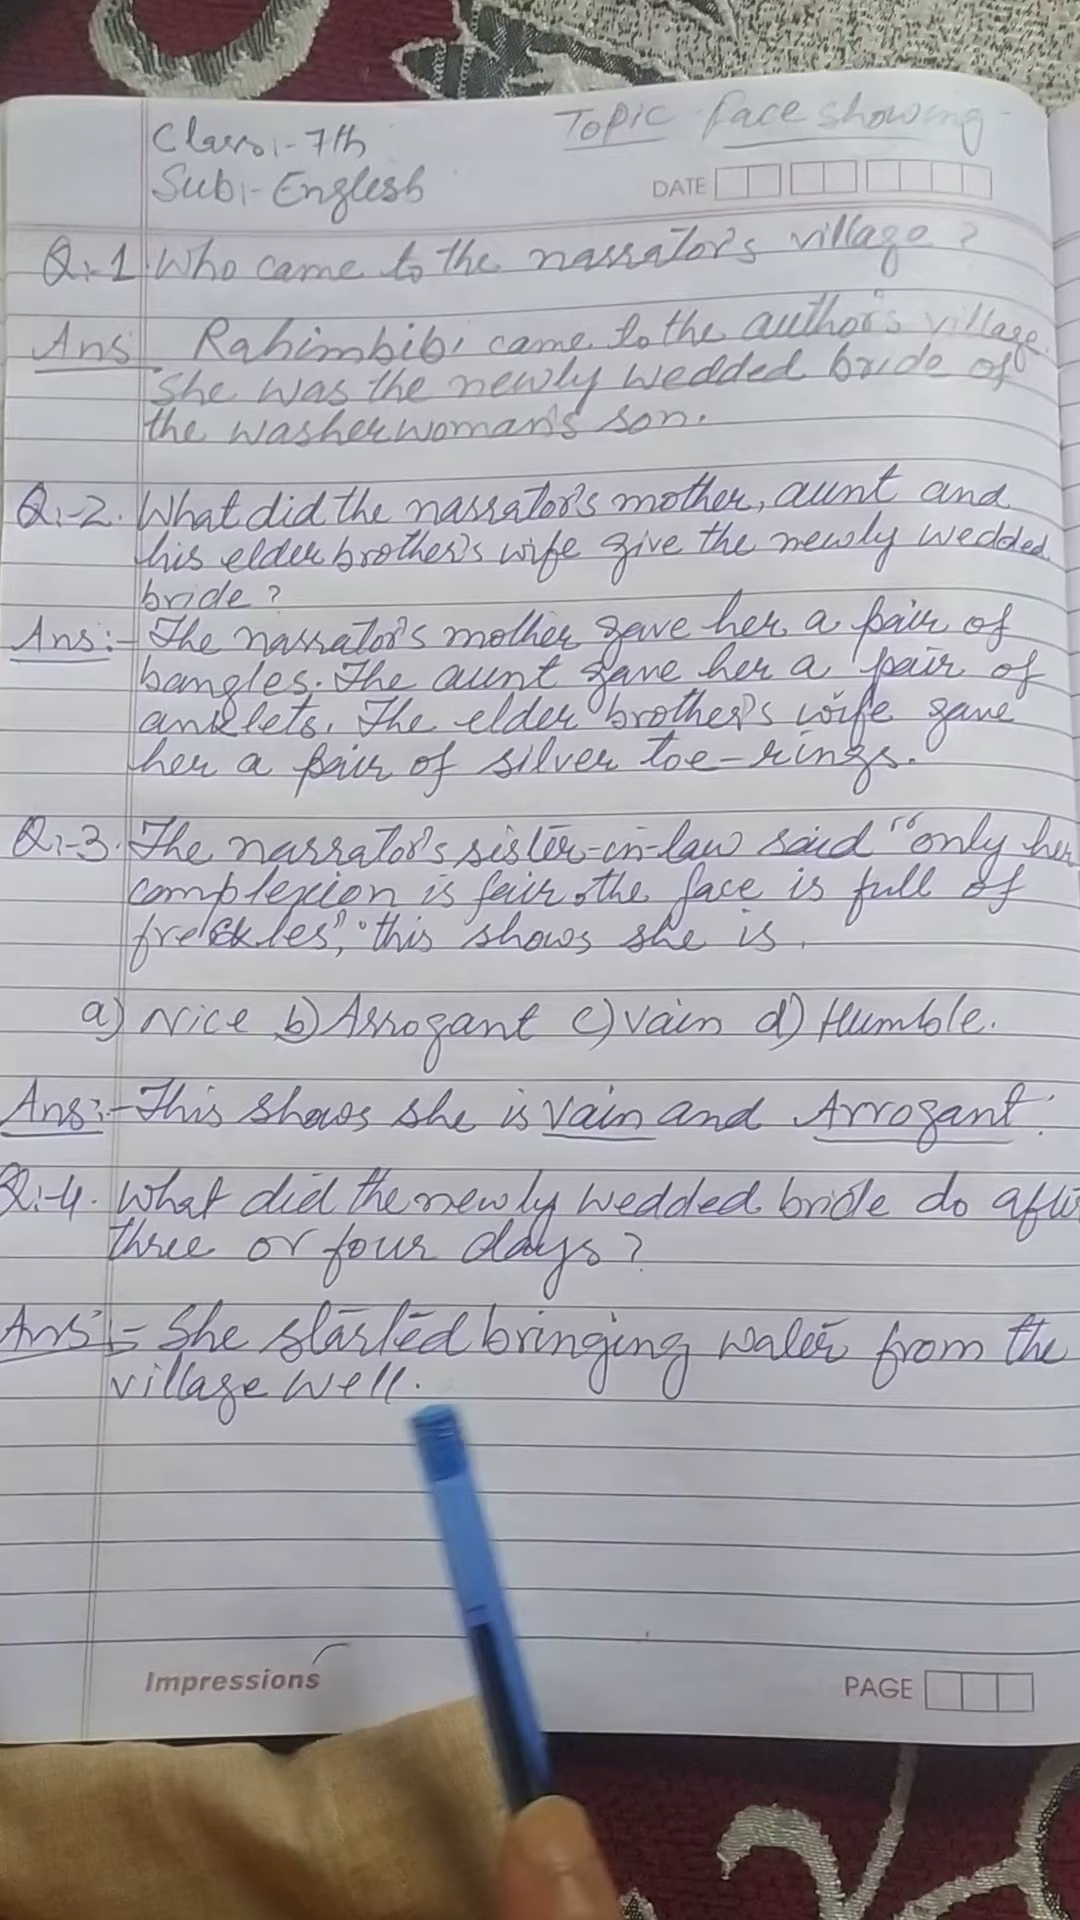 Class:- 7th
Topic Face showing
Sub:- English
DATE
Q:-1. Who came to the narrator's village?
Ans Rahimbibi came to the author's village.
She was the newly wedded bride of
the washerwoman's son.
Q:-2. What did the narrator's mother, aunt and
his elder brother's wife give the newly wedded
bride?
Ans:- The narrator's mother gave her a pair of
bangles. The aunt gave her a pair of
anklets. The elder brother's wife gave
her a pair of silver toe-rings.
Q:-3. The narrator's sister-in-law said "only her
complexion is fair, the face is full of
freckles", this shows she is.
a) Nice b) Arrogant c) Vain d) Humble.
Ans:- This shows she is Vain and Arrogant.
Q:-4. What did the newly wedded bride do after
three or four days?
Ans:- She started bringing water from the
village well.
Impressions
PAGE